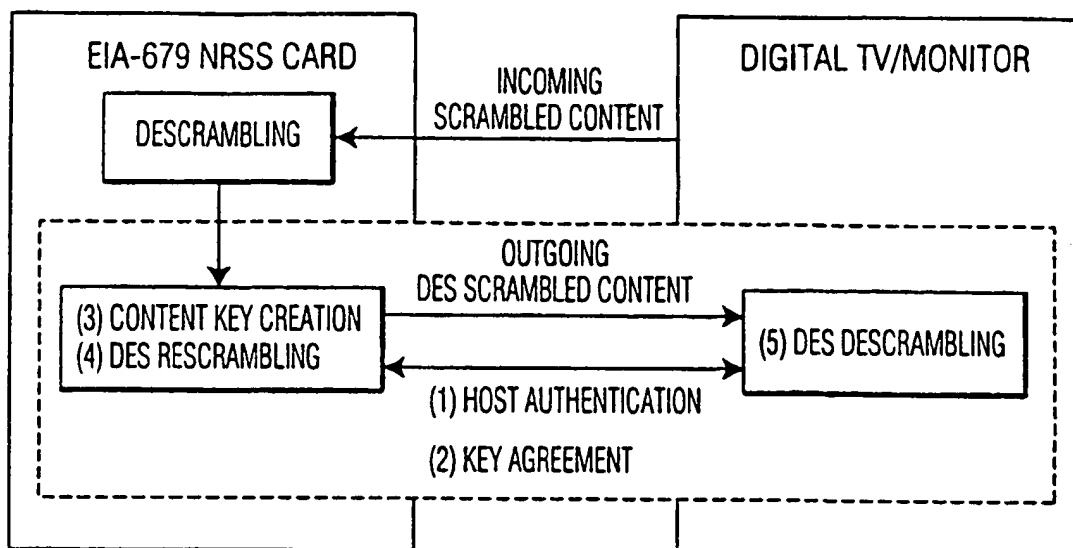 EIA-679 NRSS CARD
DIGITAL TV/MONITOR
INCOMING
SCRAMBLED CONTENT
DESCRAMBLING
OUTGOING
DES SCRAMBLED CONTENT
(3) CONTENT KEY CREATION
(4) DES RESCRAMBLING
(5) DES DESCRAMBLING
(1) HOST AUTHENTICATION
(2) KEY AGREEMENT